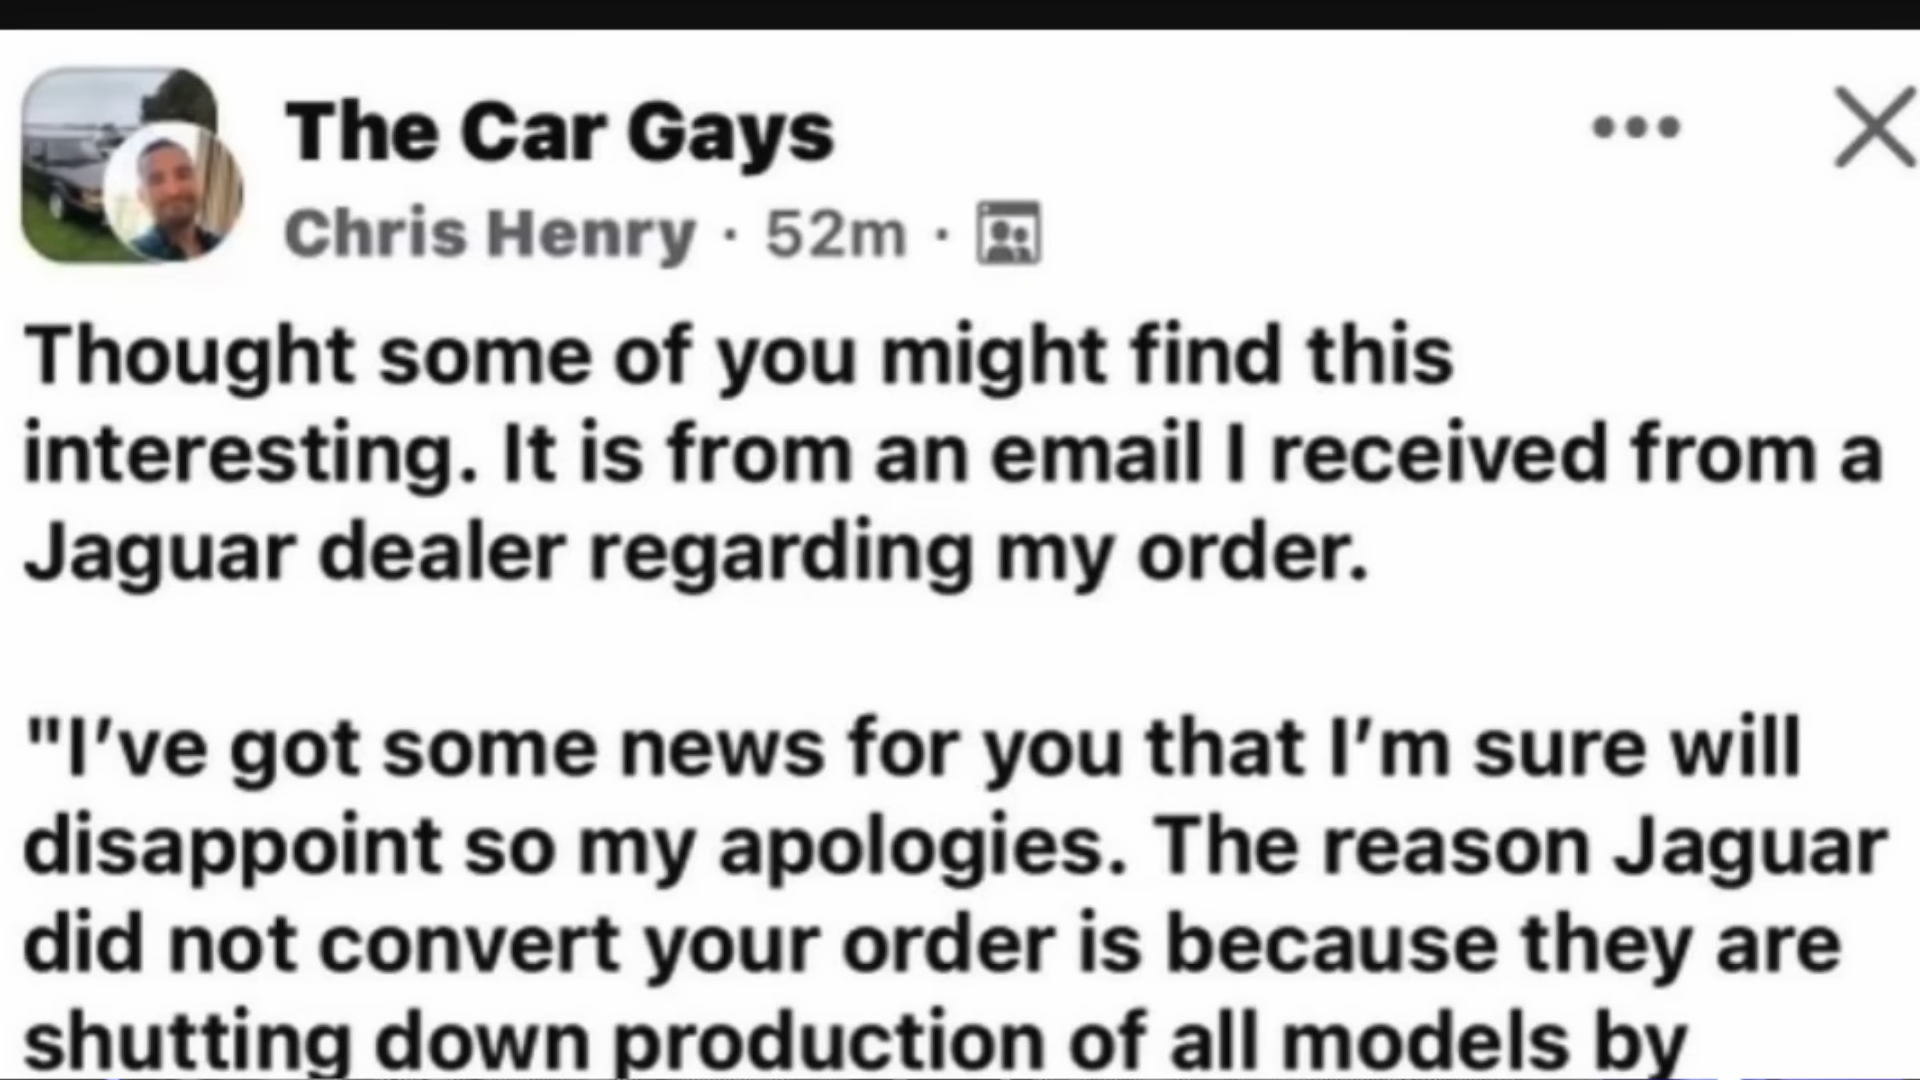 The Car Gays
Chris Henry · 52m ·
Thought some of you might find this
interesting. It is from an email I received from a
Jaguar dealer regarding my order.
"I’ve got some news for you that I’m sure will
disappoint so my apologies. The reason Jaguar
did not convert your order is because they are
shutting down production of all models by